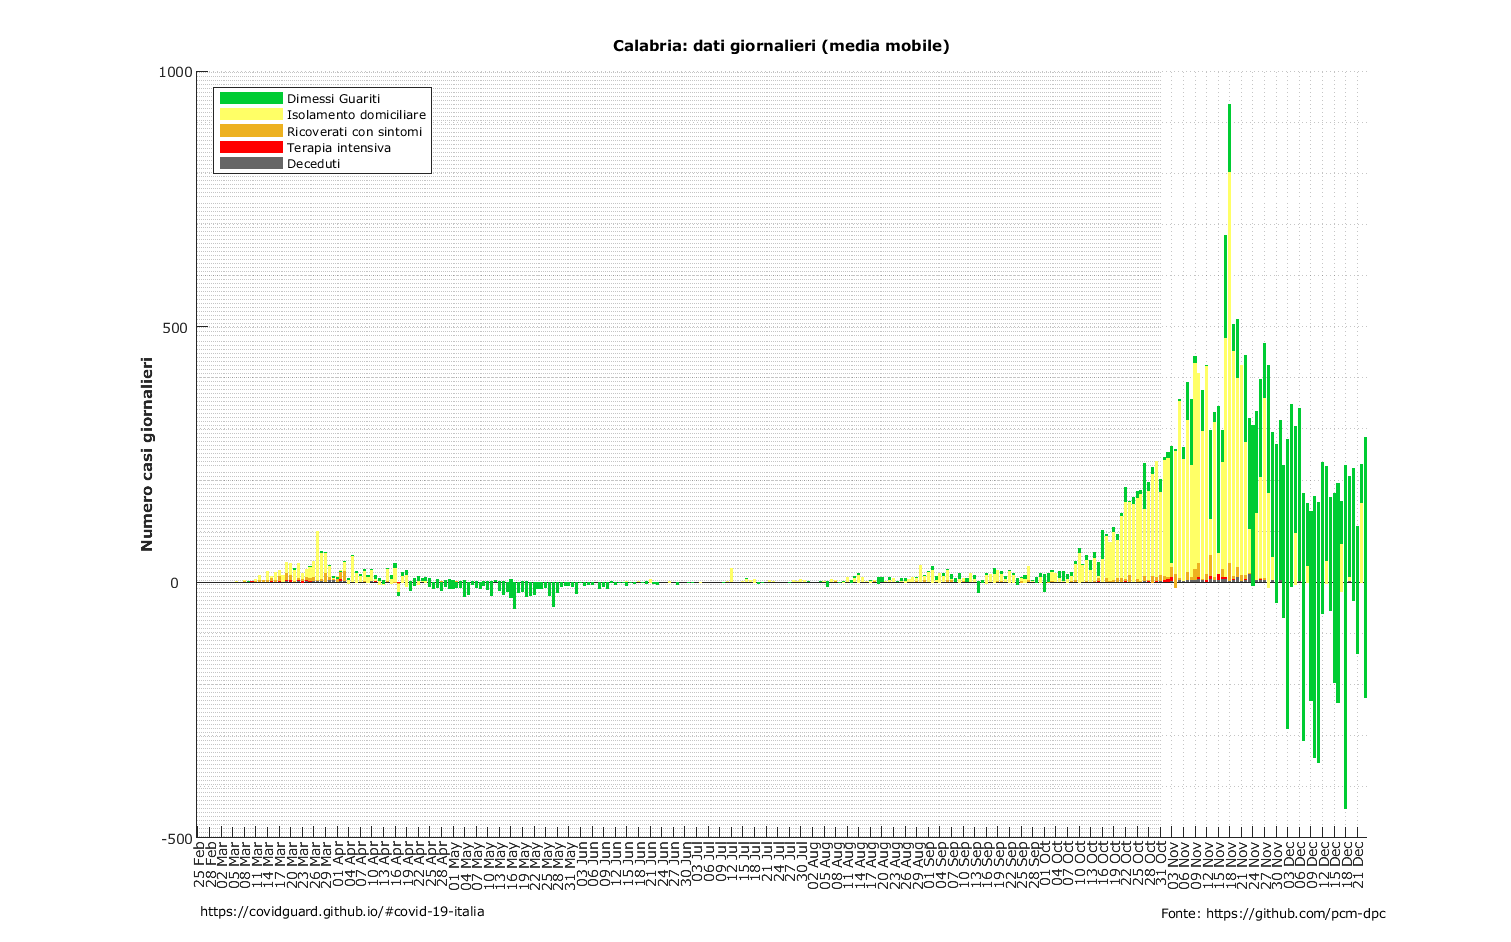 Calabria: dati giornalieri (media mobile)
1000
Dimessi Guariti
Isolamento domiciliare
Ricoverati con sintomi
Terapia intensiva
Deceduti
500
Numero casi giornalieri
0
-500
25 Feb
28 Feb
02 Mar
05 Mar
08 Mar
11 Mar
14 Mar
17 Mar
20 Mar
23 Mar
26 Mar
29 Mar
01 Apr
04 Apr
07 Apr
10 Apr
13 Apr
16 Apr
19 Apr
22 Apr
25 Apr
28 Apr
01 May
04 May
07 May
10 May
13 May
16 May
19 May
22 May
25 May
28 May
31 May
03 Jun
06 Jun
09 Jun
12 Jun
15 Jun
18 Jun
21 Jun
24 Jun
27 Jun
30 Jun
03 Jul
06 Jul
09 Jul
12 Jul
15 Jul
18 Jul
21 Jul
24 Jul
27 Jul
30 Jul
02 Aug
05 Aug
08 Aug
11 Aug
14 Aug
17 Aug
20 Aug
23 Aug
26 Aug
29 Aug
01 Sep
04 Sep
07 Sep
10 Sep
13 Sep
16 Sep
19 Sep
22 Sep
25 Sep
28 Sep
01 Oct
04 Oct
07 Oct
10 Oct
13 Oct
16 Oct
19 Oct
22 Oct
25 Oct
28 Oct
31 Oct
03 Nov
06 Nov
09 Nov
12 Nov
15 Nov
18 Nov
21 Nov
24 Nov
27 Nov
30 Nov
03 Dec
06 Dec
09 Dec
12 Dec
15 Dec
18 Dec
21 Dec
https://covidguard.github.io/#covid-19-italia
Fonte: https://github.com/pcm-dpc